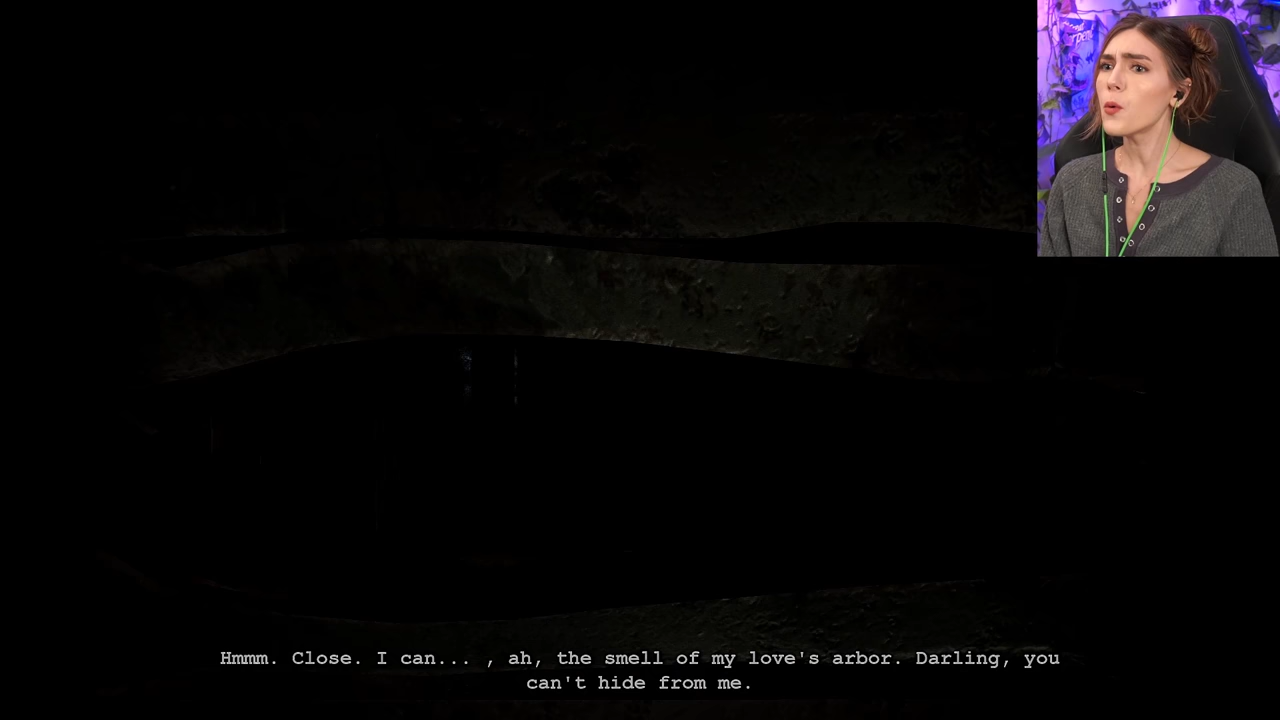 Hmmm. Close. I can... , ah, the smell of my love's arbor. Darling, you
can't hide from me.